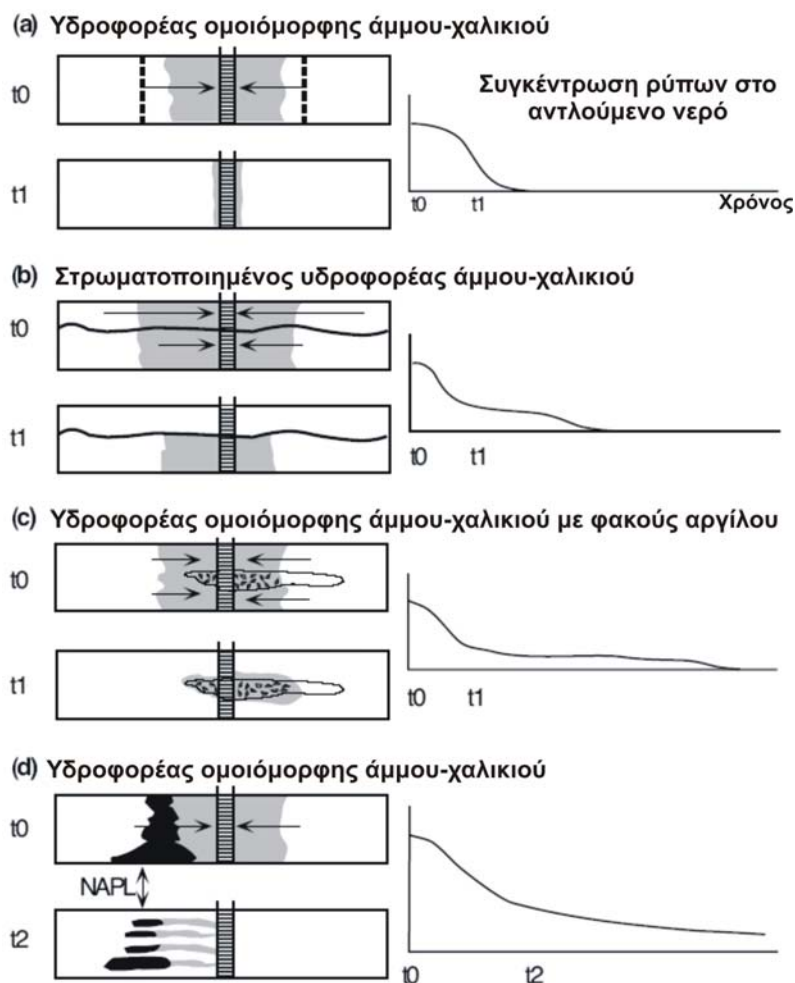 (a) Υδροφορέας ομοιόμορφης άμμου-χαλικιού
t0
Συγκέντρωση ρύπων στο
αντλούμενο νερό
t1
t0 t1 Χρόνος
(b) Στρωματοποιημένος υδροφορέας άμμου-χαλικιού
t0
t1
t0 t1
(c) Υδροφορέας ομοιόμορφης άμμου-χαλικιού με φακούς αργίλου
t0
t1
t0 t1
(d) Υδροφορέας ομοιόμορφης άμμου-χαλικιού
t0
NAPL
t2
t0 t2